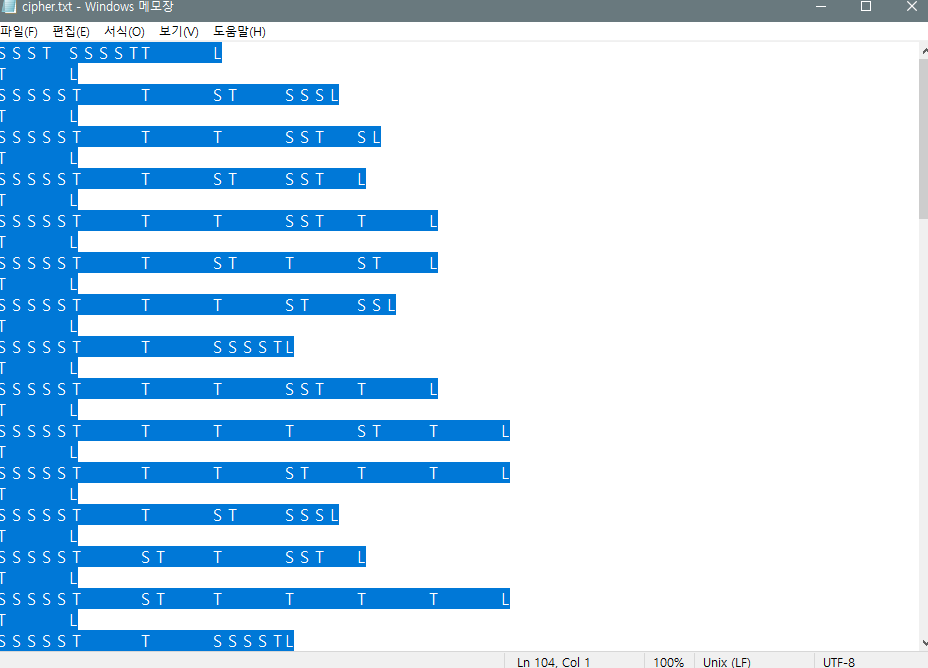 cipher.txt - Windows 메모장
파일(F) 편집(E) 서식(O) 보기(V) 도움말(H)
S S S T S S S S T T L
T L
S S S S S T T S T S S S L
T L
S S S S S T T T S S T S L
T L
S S S S S T T S T S S T L
T L
S S S S S T T T S S T T L
T L
S S S S S T T S T T S T L
T L
S S S S S T T T S T S S L
T L
S S S S S T T S S S S T L
T L
S S S S S T T T S S T T L
T L
S S S S S T T T T S T T L
T L
S S S S S T T T S T T T L
T L
S S S S S T T S T S S S L
T L
S S S S S T S T T S S T L
T L
S S S S S T S T T T T T L
T L
S S S S S T T S S S S T L
Ln 104, Col 1 100% Unix (LF) UTF-8